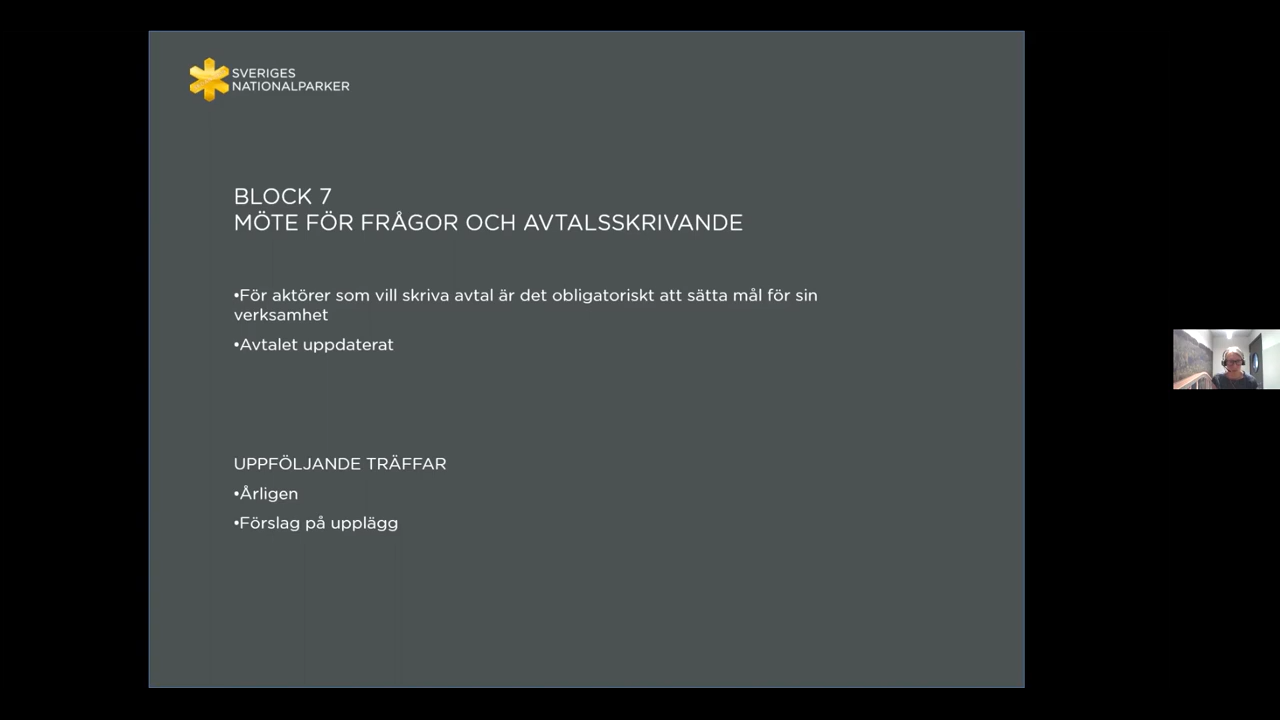 SVERIGES
NATIONALPARKER
BLOCK 7
MÖTE FÖR FRÅGOR OCH AVTALSSKRIVANDE
•För aktörer som vill skriva avtal är det obligatoriskt att sätta mål för sin
verksamhet
•Avtalet uppdaterat
UPPFÖLJANDE TRÄFFAR
•Årligen
•Förslag på upplägg